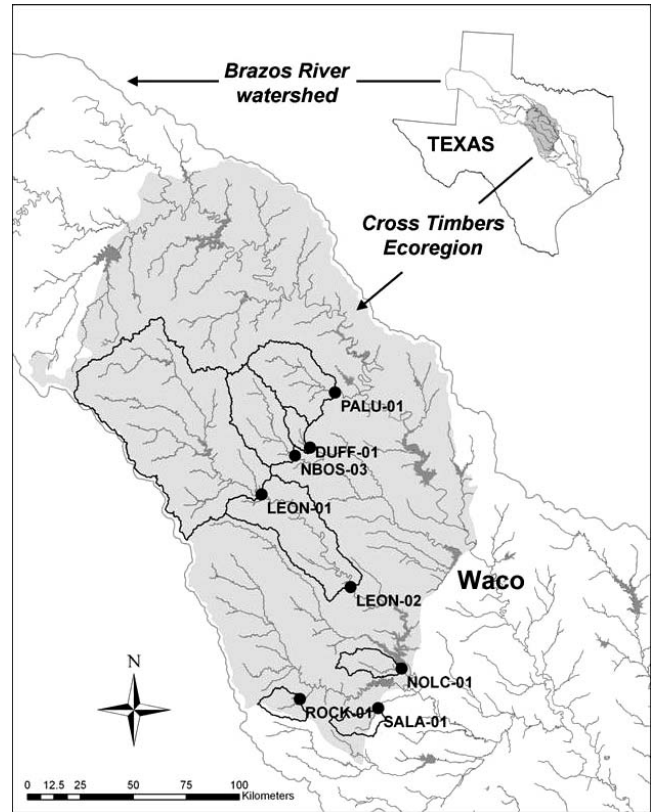 Brazos River
watershed
TEXAS
Cross Timbers
Ecoregion
PALU-01
DUFF-01
NBOS-03
LEON-01
Waco
LEON-02
N
NOLC-01
ROCK-01
SALA-01
0 12.5 25 50 75 100
Kilometers